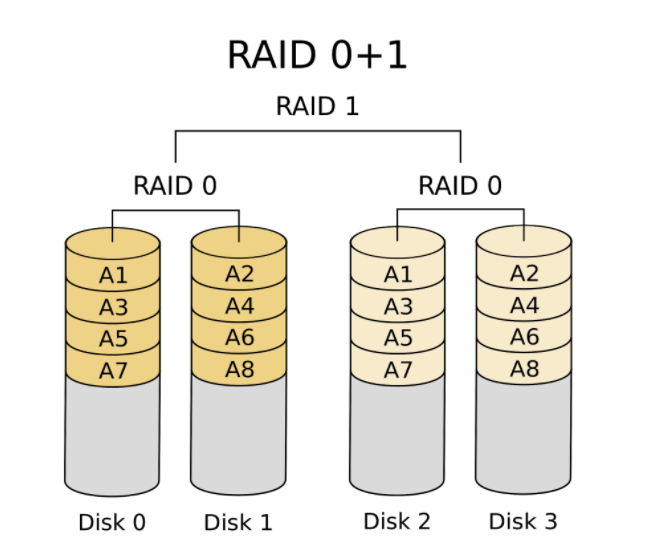 RAID 0+1
RAID 1
RAID 0 RAID 0
A1 A2 A1 A2
A3 A4 A3 A4
A5 A6 A5 A6
A7 A8 A7 A8
Disk 0 Disk 1 Disk 2 Disk 3